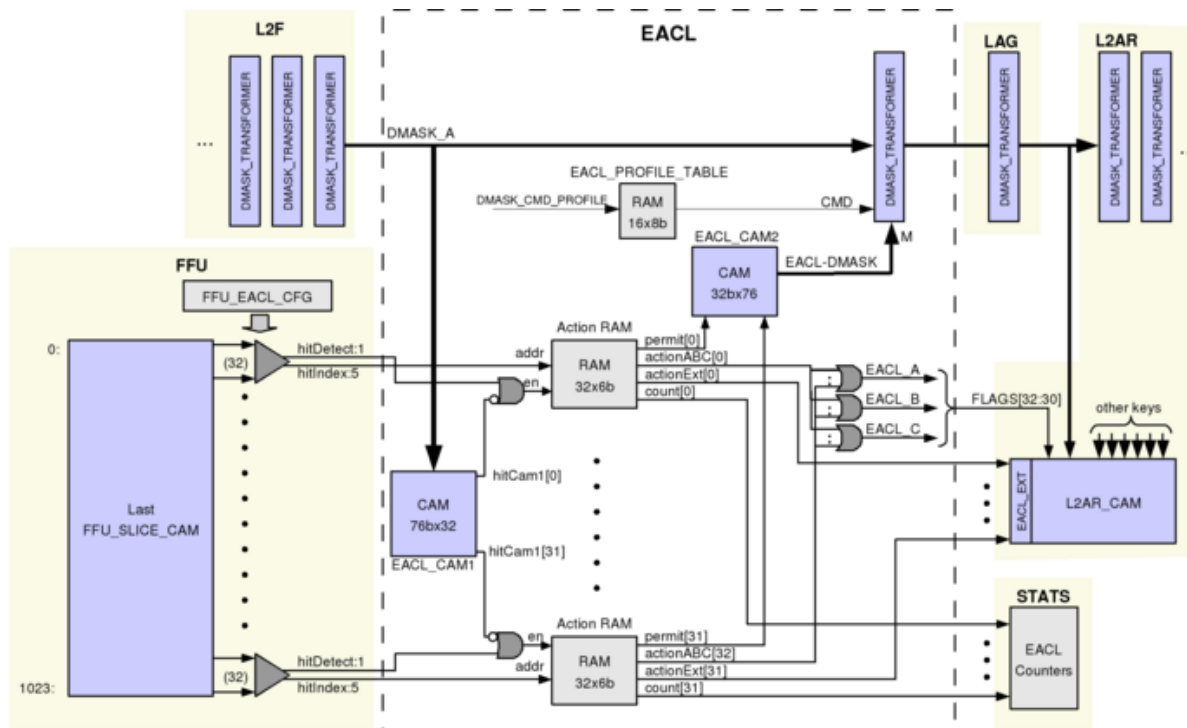 L2F
EACL
LAG
L2AR
DMASK_TRANSFORMER
DMASK_TRANSFORMER
DMASK_TRANSFORMER
DMASK_TRANSFORMER
DMASK_TRANSFORMER
DMASK_TRANSFORMER
DMASK_TRANSFORMER
...
...
DMASK_A
EACL_PROFILE_TABLE
DMASK_CMD_PROFILE
RAM
16x8b
CMD
M
EACL_CAM2
EACL-DMASK
CAM
32bx76
FFU
FFU_EACL_CFG
0:
(32)
hitDetect:1
hitIndex:5
addr
en
Action RAM
RAM
32x6b
permit[0]
actionABC[0]
actionExt[0]
count[0]
EACL_A
EACL_B
EACL_C
FLAGS[32:30]
other keys
Last
FFU_SLICE_CAM
CAM
76bx32
EACL_CAM1
hitCam1[0]
hitCam1[31]
EACL_EXT
L2AR_CAM
1023:
(32)
hitDetect:1
hitIndex:5
en
addr
Action RAM
RAM
32x6b
permit[31]
actionABC[32]
actionExt[31]
count[31]
STATS
EACL
Counters